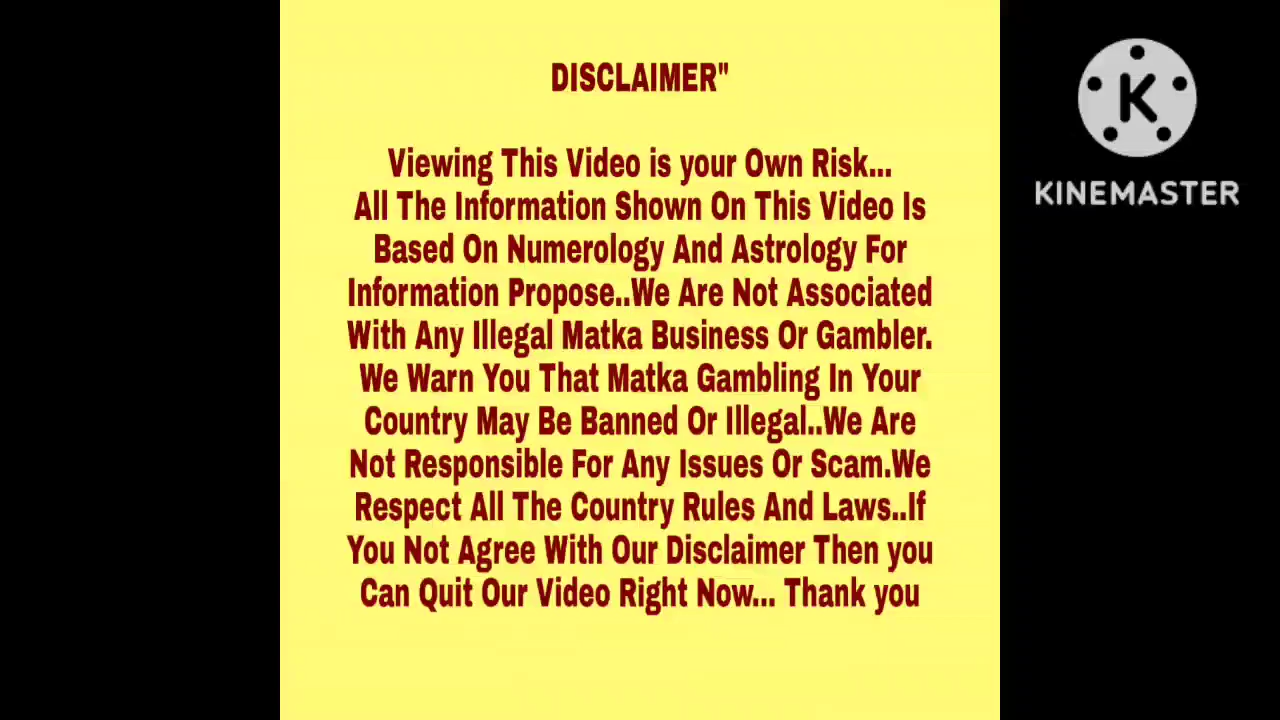 DISCLAIMER"
Viewing This Video is your Own Risk...
All The Information Shown On This Video Is
Based On Numerology And Astrology For
Information Propose..We Are Not Associated
With Any Illegal Matka Business Or Gambler.
We Warn You That Matka Gambling In Your
Country May Be Banned Or Illegal..We Are
Not Responsible For Any Issues Or Scam.We
Respect All The Country Rules And Laws..If
You Not Agree With Our Disclaimer Then you
Can Quit Our Video Right Now... Thank you
K
KINEMASTER